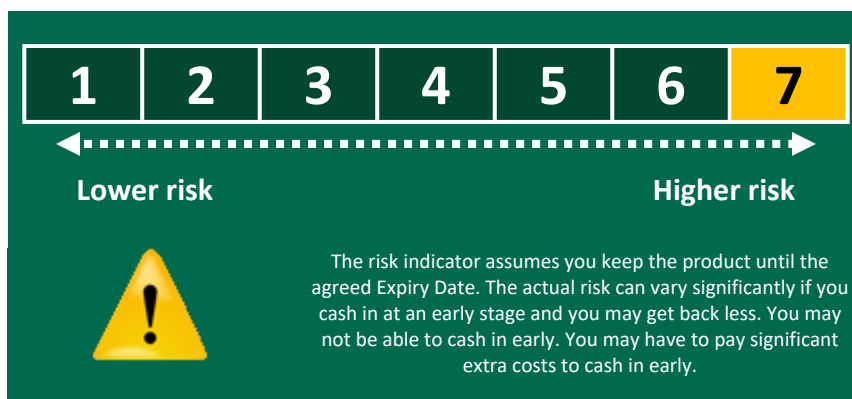 1 2 3 4 5 6 7
Lower risk Higher risk
The risk indicator assumes you keep the product until the
agreed Expiry Date. The actual risk can vary significantly if you
cash in at an early stage and you may get back less. You may
not be able to cash in early. You may have to pay significant
extra costs to cash in early.